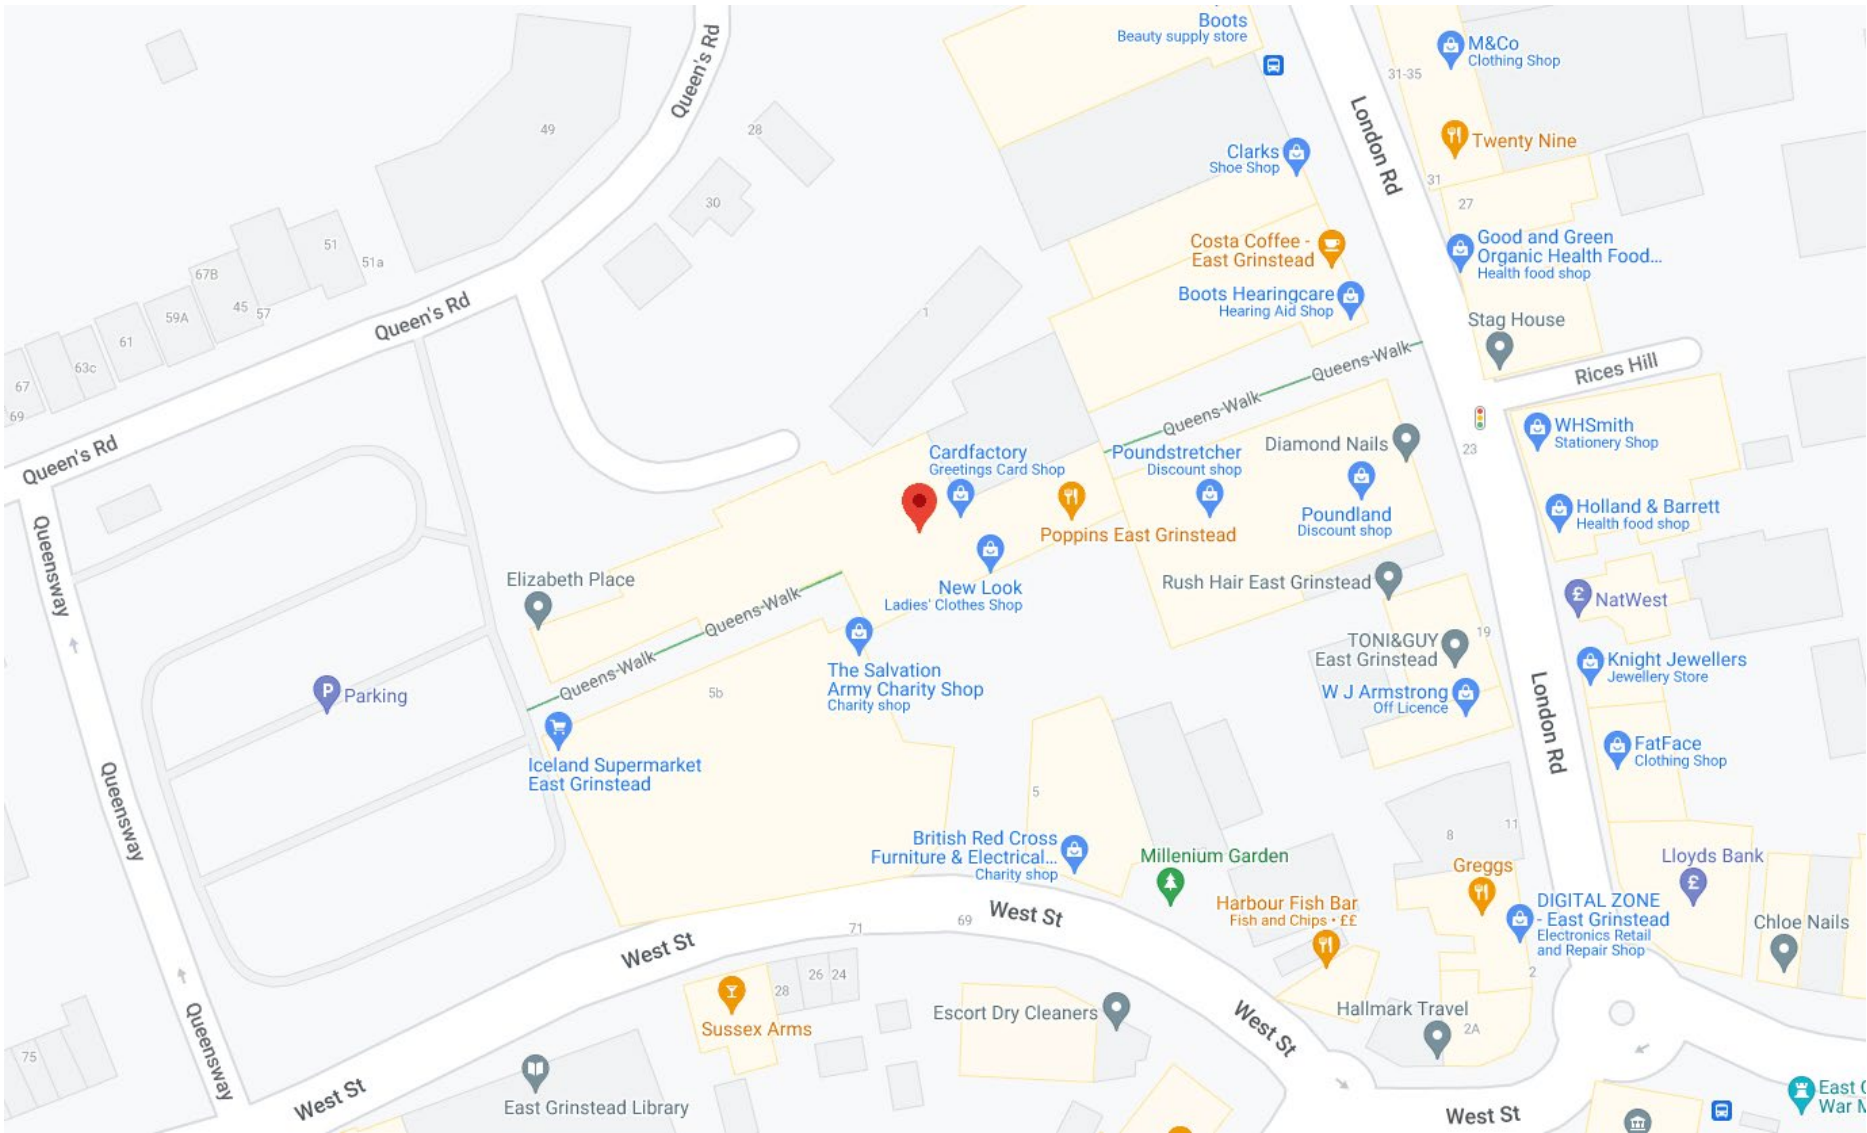 Boots
Beauty supply store
M&Co
Clothing Shop
31-35
Queen's Rd
London Rd
49
28
Twenty Nine
Clarks
Shoe Shop
31
30
27
Costa Coffee -
East Grinstead
Good and Green
Organic Health Food...
Health food shop
51
51a
67B
45
57
59A
61
63c
67
69
Queen's Rd
Boots Hearingcare
Hearing Aid Shop
1
Stag House
Queens-Walk
Rices Hill
Queens-Walk
Queen's Rd
WHSmith
Stationery Shop
Diamond Nails
23
Cardfactory
Greetings Card Shop
Poundstretcher
Discount shop
Poundland
Discount shop
Holland & Barrett
Health food shop
Poppins East Grinstead
Queensway
Elizabeth Place
New Look
Ladies' Clothes Shop
Rush Hair East Grinstead
NatWest
Queens-Walk
TONI&GUY
East Grinstead
19
Queens-Walk
The Salvation
Army Charity Shop
Charity shop
5b
P
Parking
W J Armstrong
Off Licence
Knight Jewellers
Jewellery Store
London Rd
FatFace
Clothing Shop
Iceland Supermarket
East Grinstead
5
Queensway
British Red Cross
Furniture & Electrical...
Charity shop
Millenium Garden
8
11
Greggs
Lloyds Bank
Harbour Fish Bar
Fish and Chips • ££
DIGITAL ZONE
- East Grinstead
Electronics Retail
and Repair Shop
Chloe Nails
West St
71
69
West St
2
26
24
28
Sussex Arms
Escort Dry Cleaners
West St
Hallmark Travel
2A
Queensway
75
West St
East Grinstead Library
West St
East G
War M